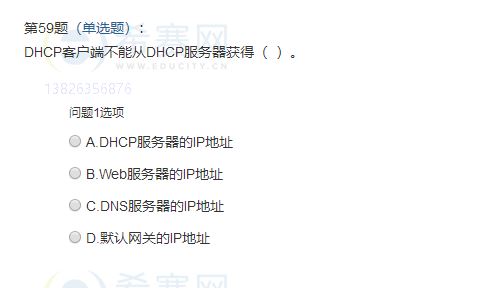 第59题（单选题）：
DHCP客户端不能从DHCP服务器获得（ ）。
WWW.EDUCITY.CN
13826356876
问题1选项
A.DHCP服务器的IP地址
B.Web服务器的IP地址
C.DNS服务器的IP地址
D.默认网关的IP地址
希赛网